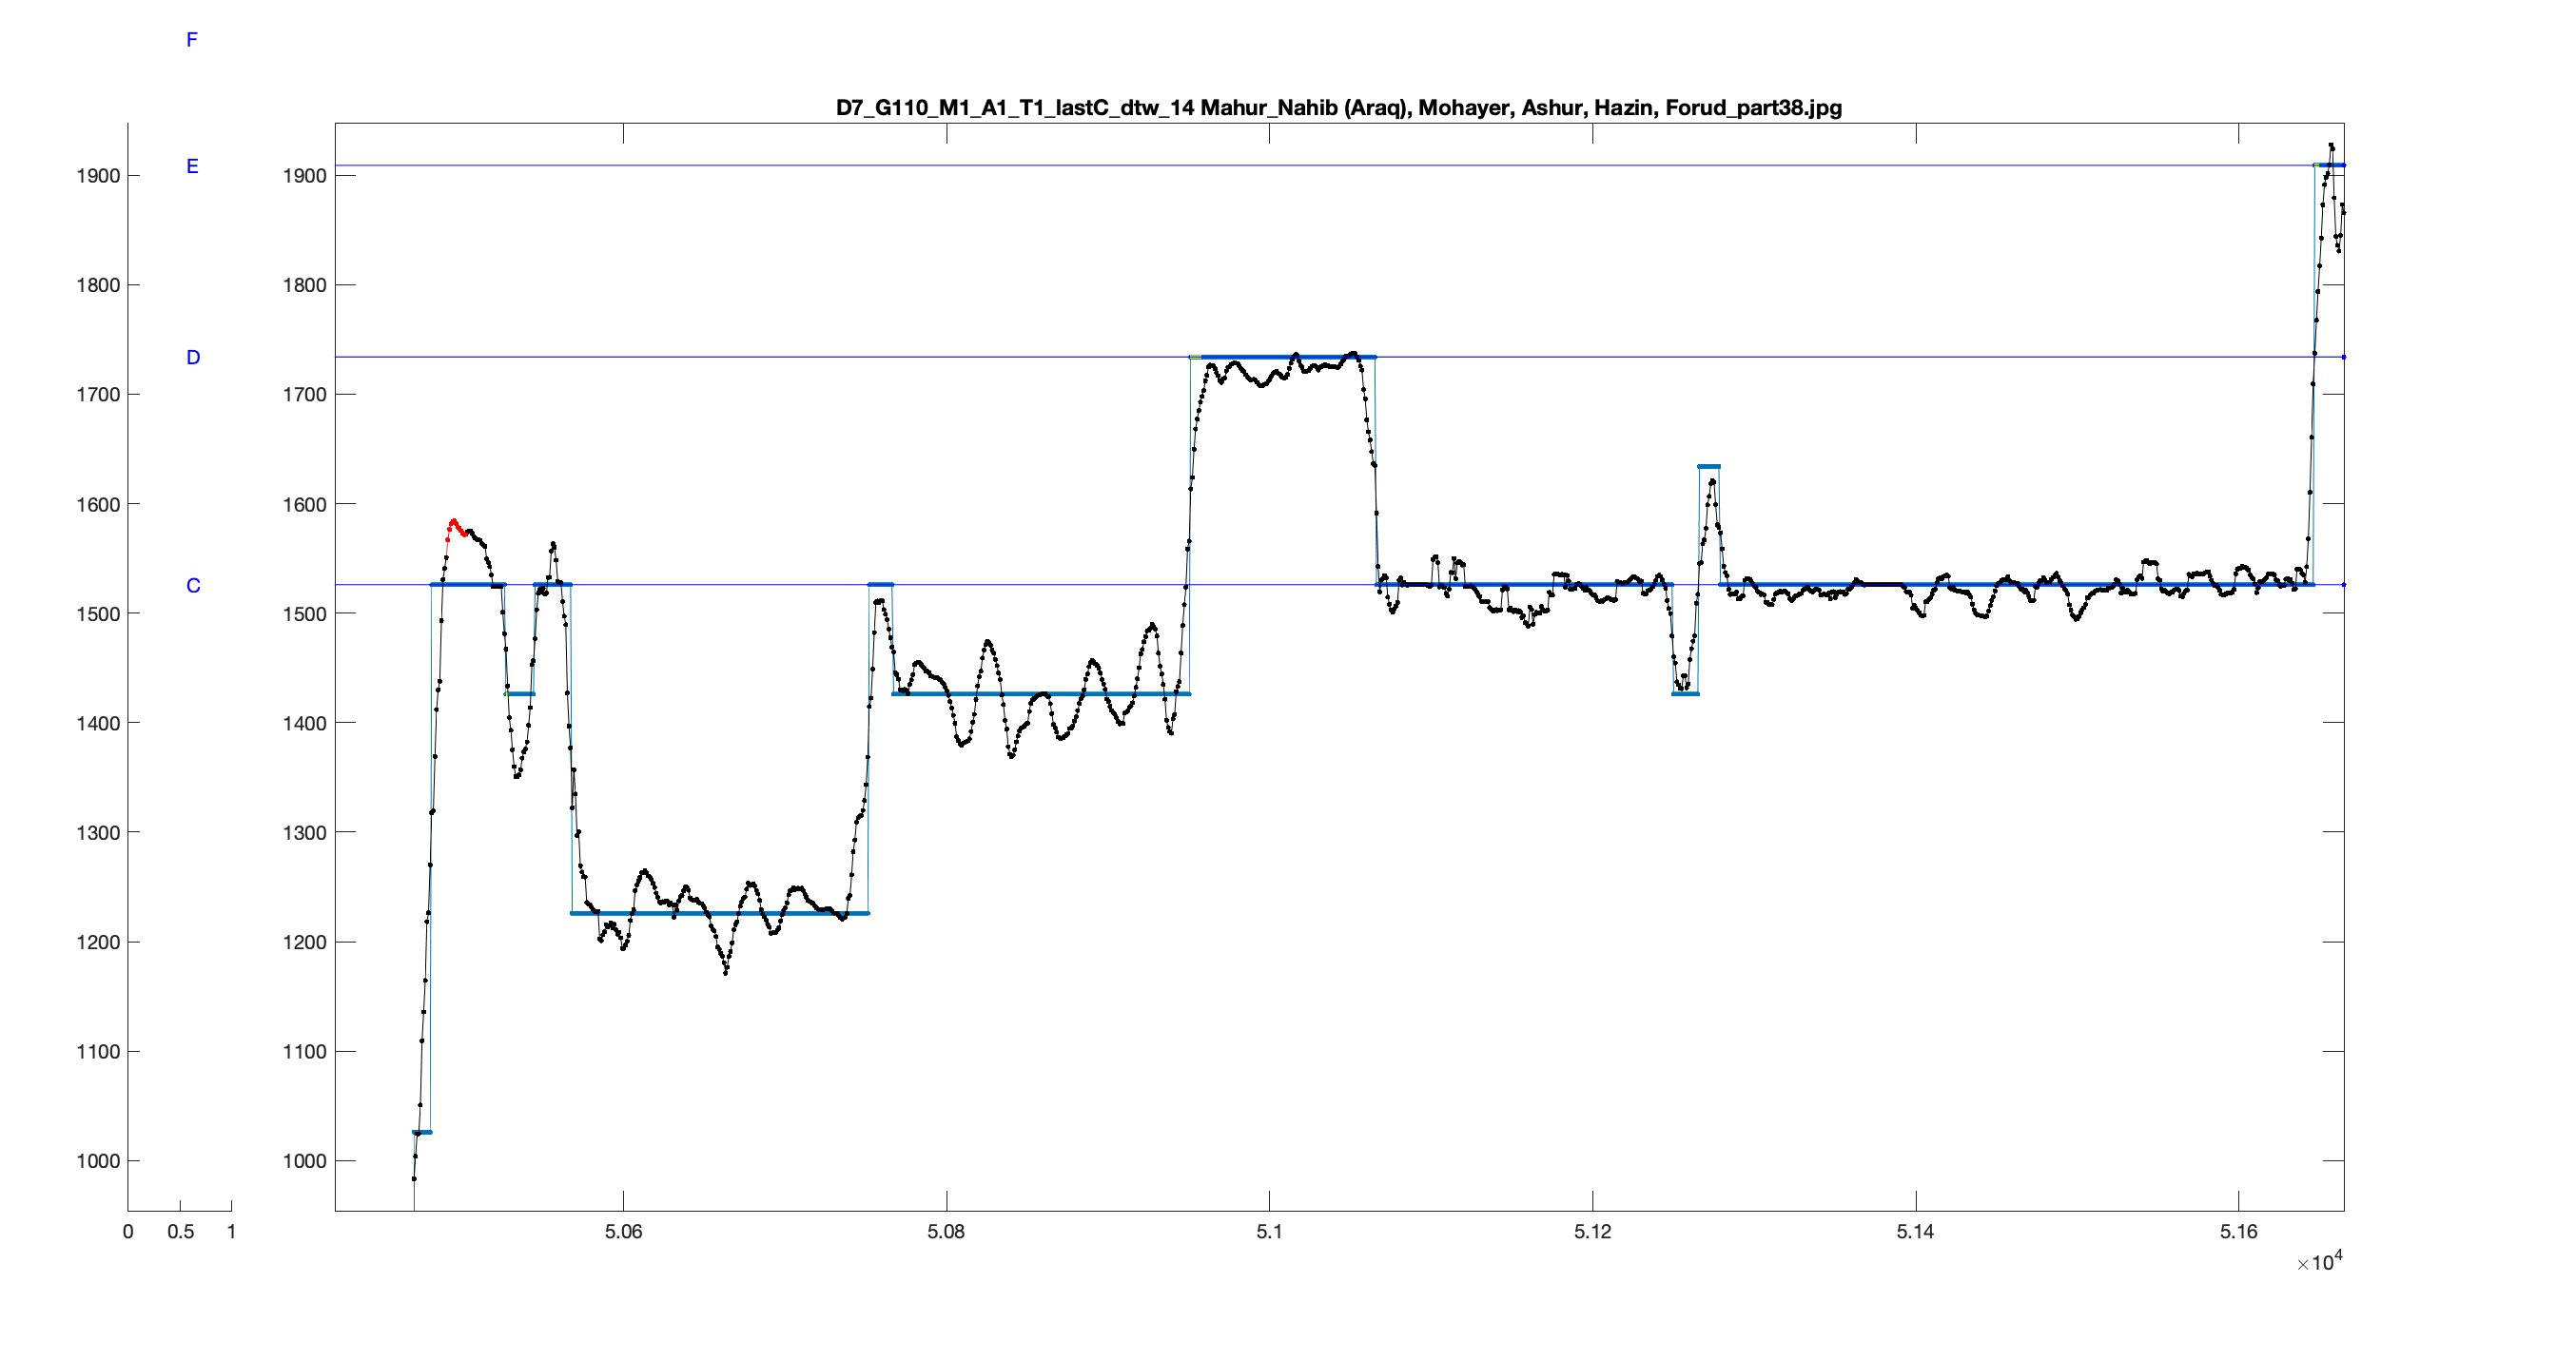 F
D7_G110_M1_A1_T1_lastC_dtw_14 Mahur_Nahib (Araq), Mohayer, Ashur, Hazin, Forud_part38.jpg
E
1900 1900
1800 1800
D
1700 1700
1600 1600
C
1500 1500
1400 1400
1300 1300
1200 1200
1100 1100
1000 1000
0 0.5 1 5.06 5.08 5.1 5.12 5.14 5.16
×10^4